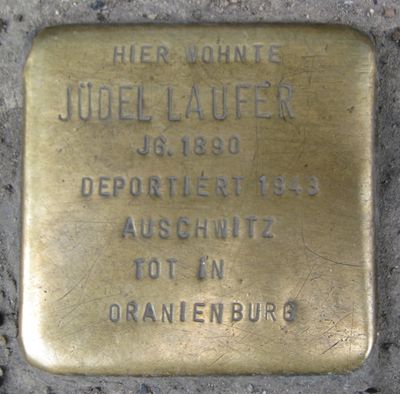 HIER WOHNTE
JÜDEL LAUFER
JG. 1890
DEPORTIERT 1943
AUSCHWITZ
TOT IN
ORANIENBURG